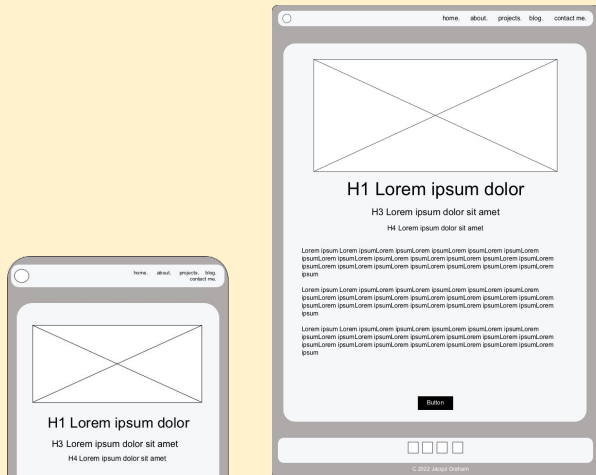 home. about. projects. blog. contact me.
H1 Lorem ipsum dolor
H3 Lorem ipsum dolor sit amet
H4 Lorem ipsum dolor sit amet
Lorem ipsum Lorem ipsumLorem ipsumLorem ipsumLorem ipsumLorem ipsumLorem
ipsumLorem ipsumLorem ipsumLorem ipsumLorem ipsumLorem ipsumLorem ipsumLorem
ipsumLorem ipsumLorem ipsumLorem ipsumLorem ipsumLorem ipsumLorem ipsumLorem
ipsum
Lorem ipsum Lorem ipsumLorem ipsumLorem ipsumLorem ipsumLorem ipsumLorem
ipsumLorem ipsumLorem ipsumLorem ipsumLorem ipsumLorem ipsumLorem ipsumLorem
ipsumLorem ipsumLorem ipsumLorem ipsumLorem ipsumLorem ipsumLorem ipsumLorem
ipsum
Lorem ipsum Lorem ipsumLorem ipsumLorem ipsumLorem ipsumLorem ipsumLorem
ipsumLorem ipsumLorem ipsumLorem ipsumLorem ipsumLorem ipsumLorem ipsumLorem
ipsumLorem ipsumLorem ipsumLorem ipsumLorem ipsumLorem ipsumLorem ipsumLorem
ipsum
Button
C 2022 Jacqui
home. about. projects. blog.
contact me.
H1 Lorem ipsum dolor
H3 Lorem ipsum dolor sit amet
H4 Lorem ipsum dolor sit amet